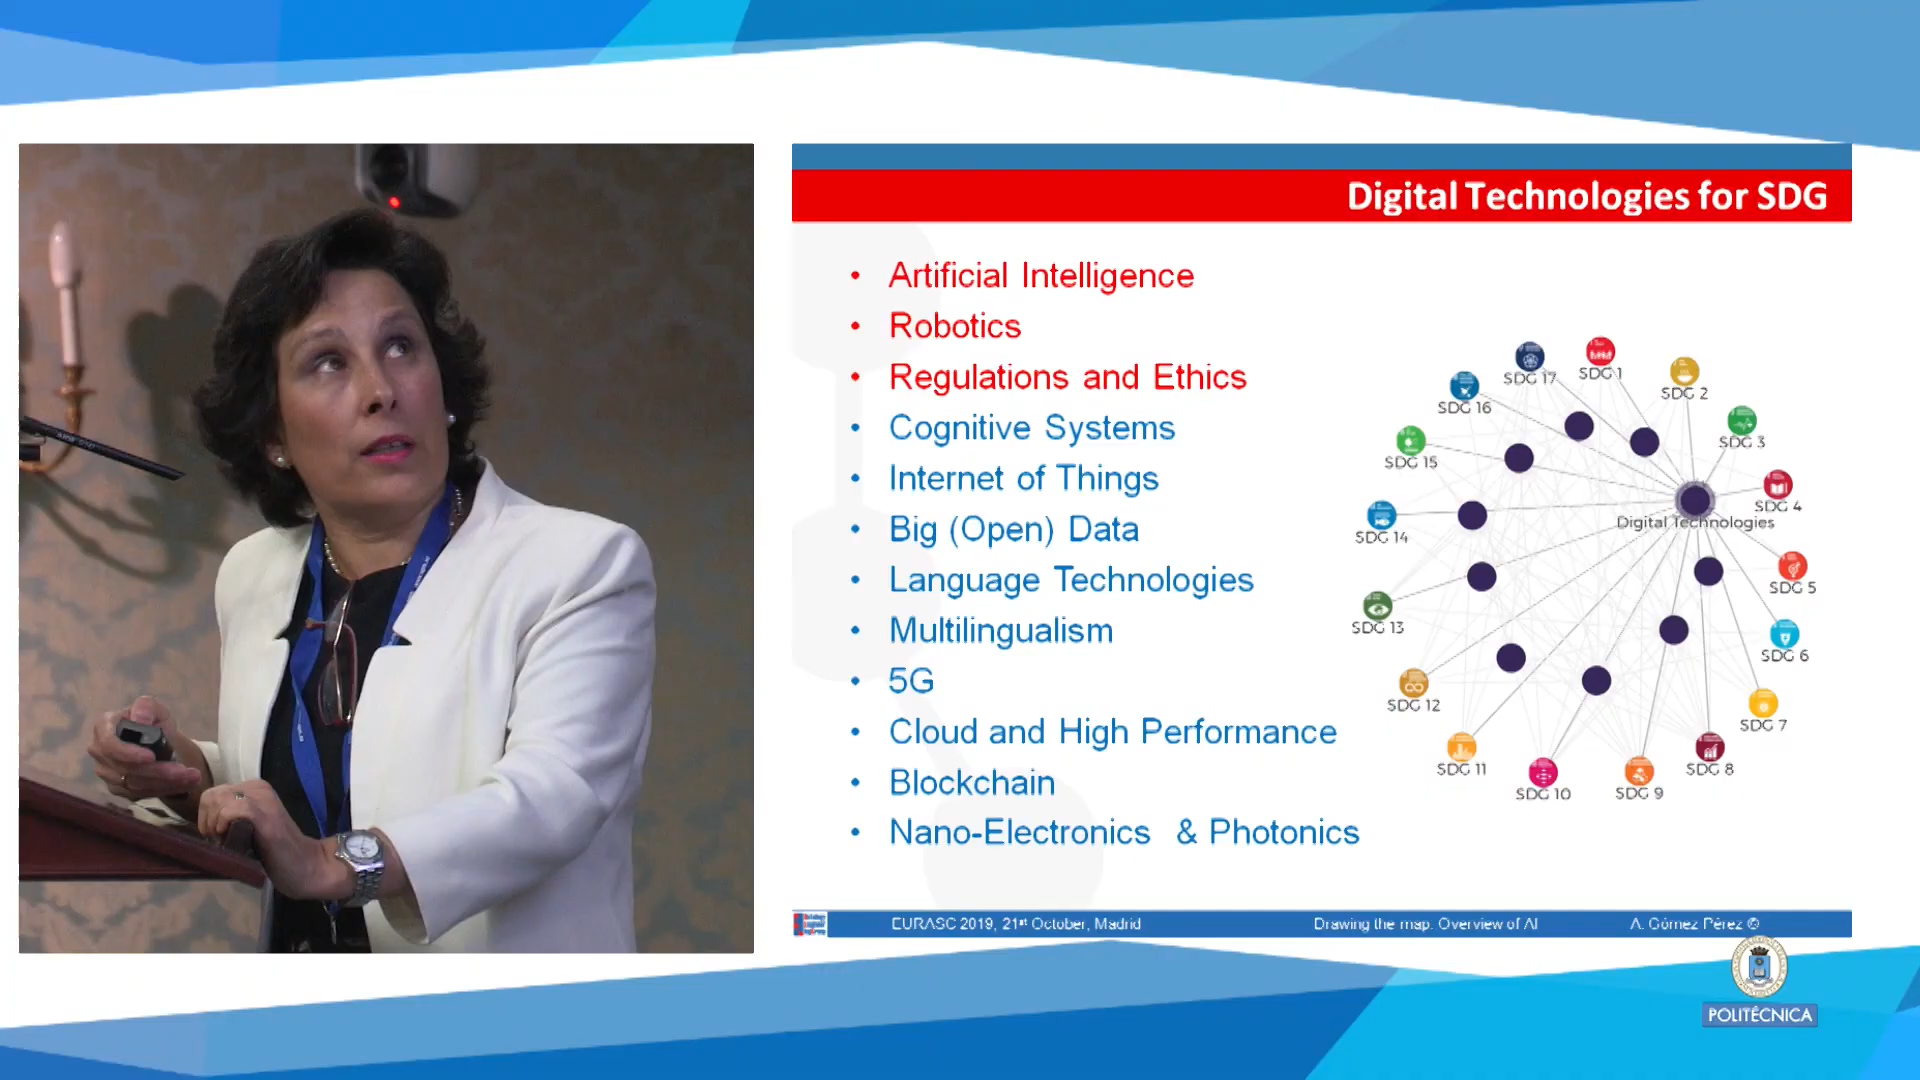 Digital Technologies for SDG
• Artificial Intelligence
• Robotics
• Regulations and Ethics
• Cognitive Systems
• Internet of Things
• Big (Open) Data
• Language Technologies
• Multilingualism
• 5G
• Cloud and High Performance
• Blockchain
• Nano-Electronics & Photonics
SDG 1
SDG 2
SDG 3
SDG 4
Digital Technologies
SDG 5
SDG 6
SDG 7
SDG 8
SDG 9
SDG 10
SDG 11
SDG 12
SDG 13
SDG 14
SDG 15
SDG 16
SDG 17
EURASC 2019, 21st October, Madrid
Drawing the map. Overview of AI
A. Gómez Pérez ©
POLITÉCNICA